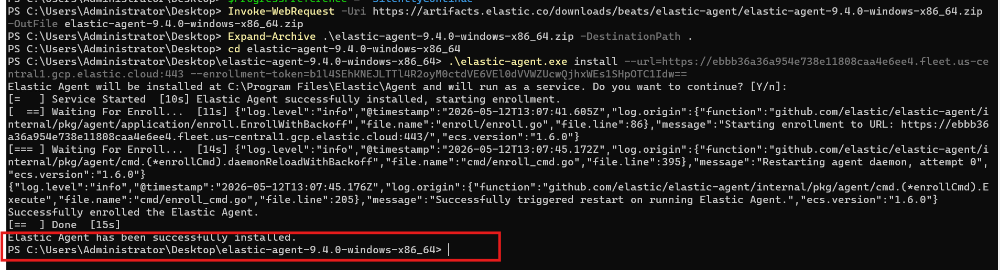 PS C:\Users\Administrator\Desktop> $ProgressPreference = 'SilentlyContinue'
PS C:\Users\Administrator\Desktop> Invoke-WebRequest -Uri https://artifacts.elastic.co/downloads/beats/elastic-agent/elastic-agent-9.4.0-windows-x86_64.zip
-OutFile elastic-agent-9.4.0-windows-x86_64.zip
PS C:\Users\Administrator\Desktop> Expand-Archive .\elastic-agent-9.4.0-windows-x86_64.zip -DestinationPath .
PS C:\Users\Administrator\Desktop> cd elastic-agent-9.4.0-windows-x86_64
PS C:\Users\Administrator\Desktop\elastic-agent-9.4.0-windows-x86_64> .\elastic-agent.exe install --url=https://ebbb36a36a954e738e11808caa4e6ee4.fleet.us-ce
ntral1.gcp.elastic.cloud:443 --enrollment-token=b1l4SEhKNEJLTTl4R2oyM0ctdVE6VEl0dVVWZUcwQjhxWEs1SHpOTC1Idw==
Elastic Agent will be installed at C:\Program Files\Elastic\Agent and will run as a service. Do you want to continue? [Y/n]:
[=   ] Service Started  [10s] Elastic Agent successfully installed, starting enrollment.
[  ==] Waiting For Enroll...  [11s] {"log.level":"info","@timestamp":"2026-05-12T13:07:41.605Z","log.origin":{"function":"github.com/elastic/elastic-agent/i
nternal/pkg/agent/application/enroll.EnrollWithBackoff","file.name":"enroll/enroll.go","file.line":86},"message":"Starting enrollment to URL: https://ebbb36
a36a954e738e11808caa4e6ee4.fleet.us-central1.gcp.elastic.cloud:443/","ecs.version":"1.6.0"}
[=== ] Waiting For Enroll...  [14s] {"log.level":"info","@timestamp":"2026-05-12T13:07:45.172Z","log.origin":{"function":"github.com/elastic/elastic-agent/i
nternal/pkg/agent/cmd.(*enrollCmd).daemonReloadWithBackoff","file.name":"cmd/enroll_cmd.go","file.line":395},"message":"Restarting agent daemon, attempt 0",
"ecs.version":"1.6.0"}
{"log.level":"info","@timestamp":"2026-05-12T13:07:45.176Z","log.origin":{"function":"github.com/elastic/elastic-agent/internal/pkg/agent/cmd.(*enrollCmd).E
xecute","file.name":"cmd/enroll_cmd.go","file.line":205},"message":"Successfully triggered restart on running Elastic Agent.","ecs.version":"1.6.0"}
Successfully enrolled the Elastic Agent.
[==  ] Done  [15s]
Elastic Agent has been successfully installed.
PS C:\Users\Administrator\Desktop\elastic-agent-9.4.0-windows-x86_64>